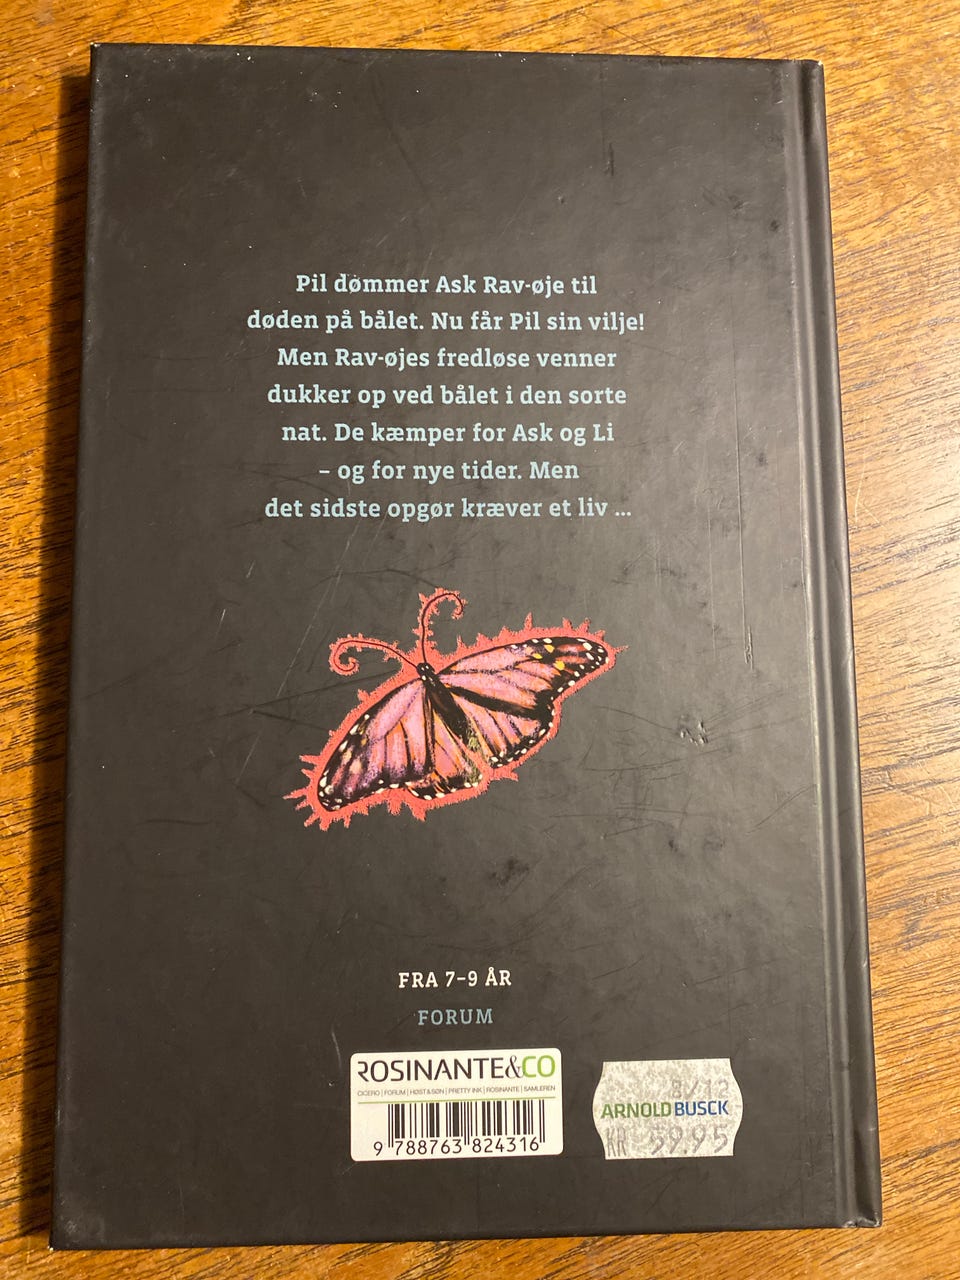 Pil dømmer Ask Rav-øje til
døden på bålet. Nu får Pil sin vilje!
Men Rav-øjes fredløse venner
dukker op ved bålet i den sorte
nat. De kæmper for Ask og Li
– og for nye tider. Men
det sidste opgør kræver et liv ...
FRA 7-9 ÅR
FORUM
ROSINANTE&CO
CICERO | FORUM | HØST & SØN | PRETTY INK | ROSINANTE | SAMLEREN
9 788763 824316
8/12
ARNOLD BUSCK
KR 59.95